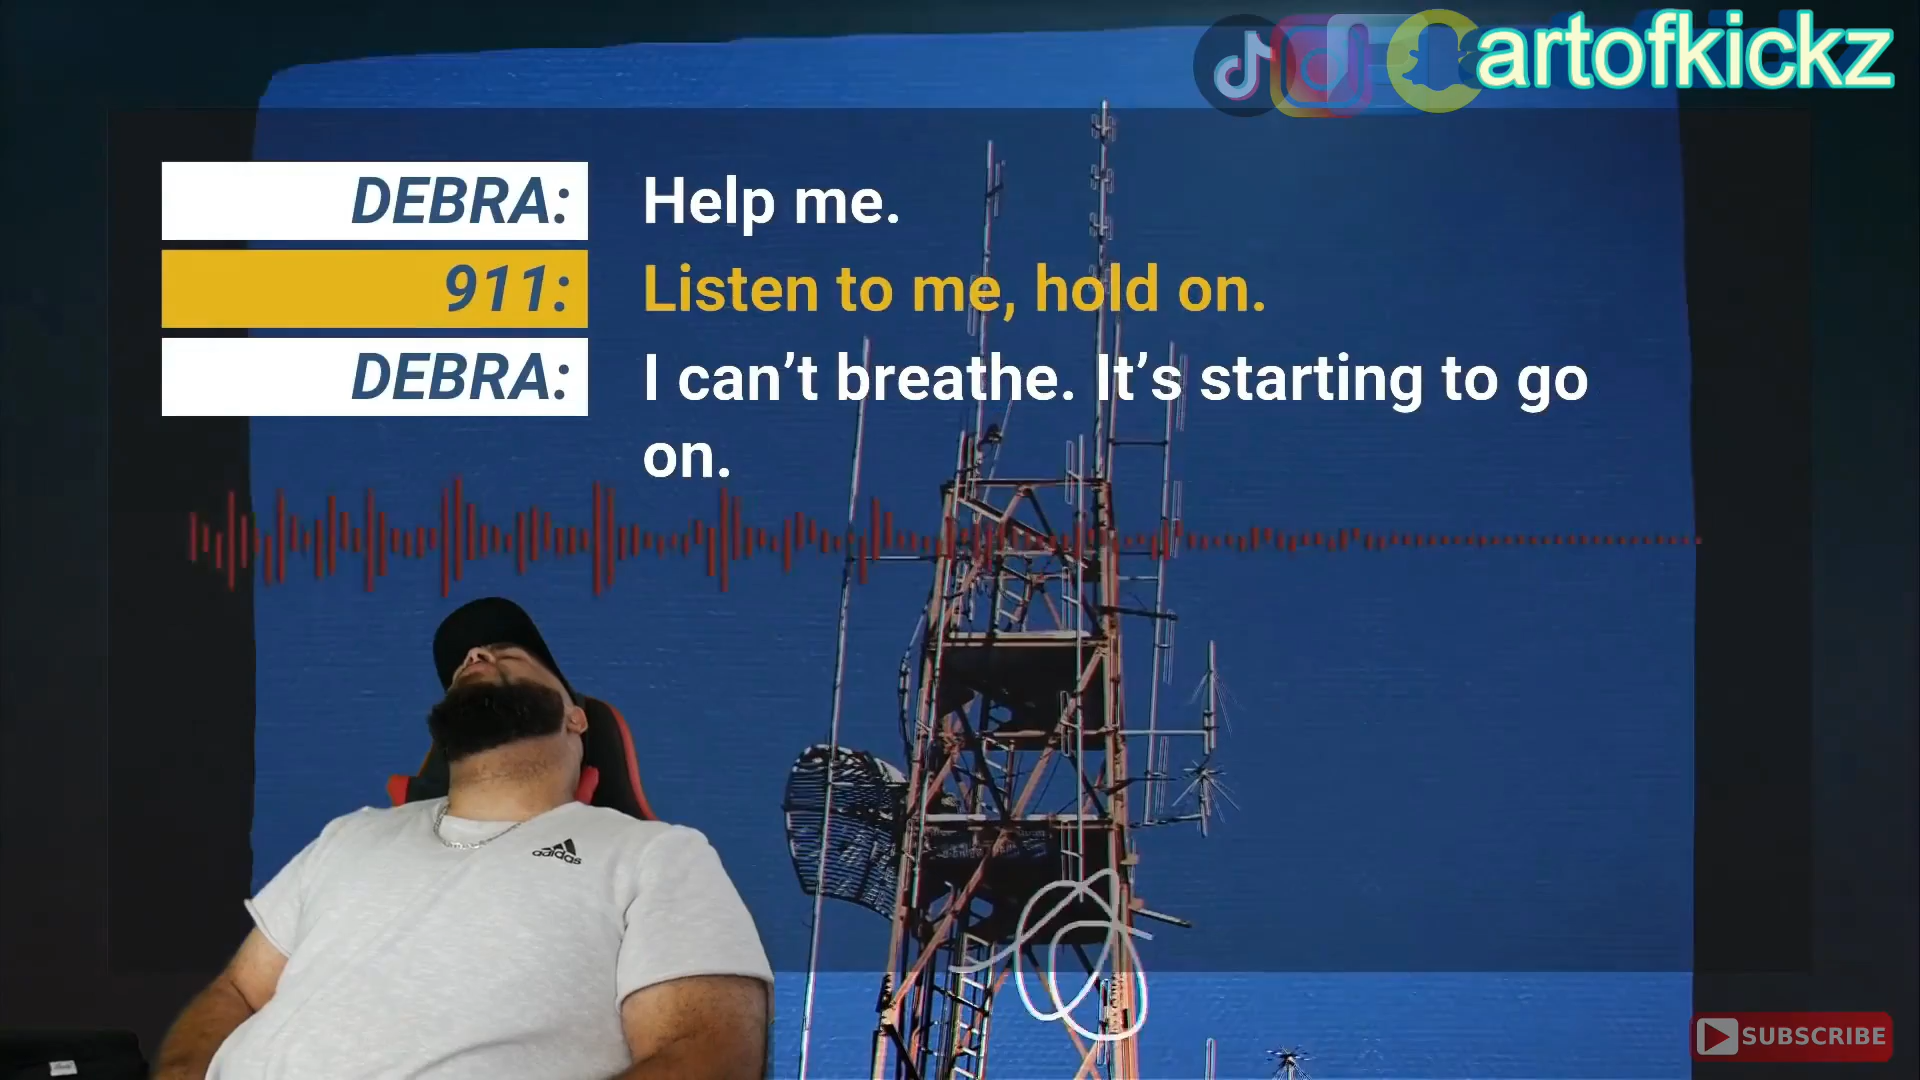 artofkickz
DEBRA: Help me.
911: Listen to me, hold on.
DEBRA: I can’t breathe. It’s starting to go
on.
adidas
SUBSCRIBE